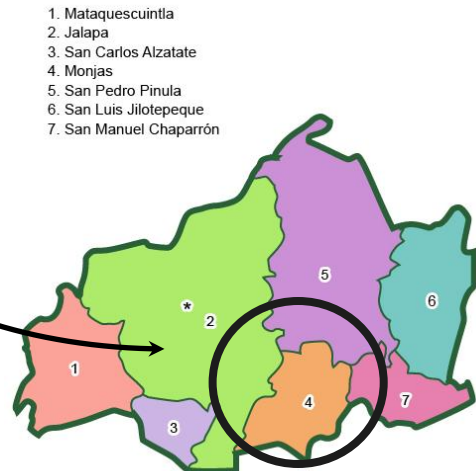 1. Mataquescuintla
2. Jalapa
3. San Carlos Alzatate
4. Monjas
5. San Pedro Pinula
6. San Luis Jilotepeque
7. San Manuel Chaparrón
5
6
* 2
1
4
7
3